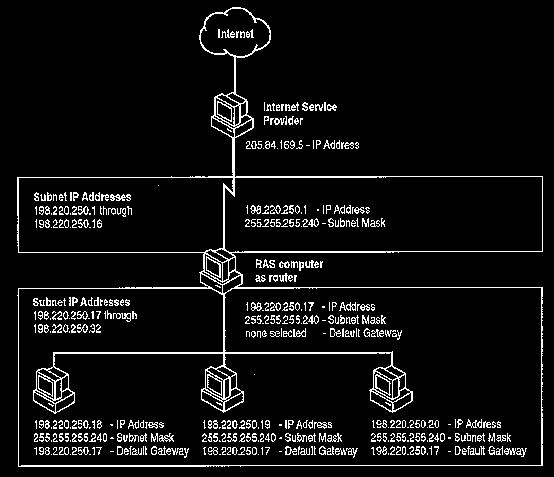 Internet
Internet Service
Provider
205.84.169.5 - IP Address
Subnet IP Addresses
198.220.250.1 through
198.220.250.16
198.220.250.1 - IP Address
255.255.255.240 - Subnet Mask
RAS computer
as router
Subnet IP Addresses
198.220.250.17 through
198.220.250.32
198.220.250.17 - IP Address
255.255.255.240 - Subnet Mask
none selected - Default Gateway
198.220.250.18 - IP Address
255.255.255.240 - Subnet Mask
198.220.250.17 - Default Gateway
198.220.250.19 - IP Address
255.255.255.240 - Subnet Mask
198.220.250.17 - Default Gateway
198.220.250.20 - IP Address
255.255.255.240 - Subnet Mask
198.220.250.17 - Default Gateway